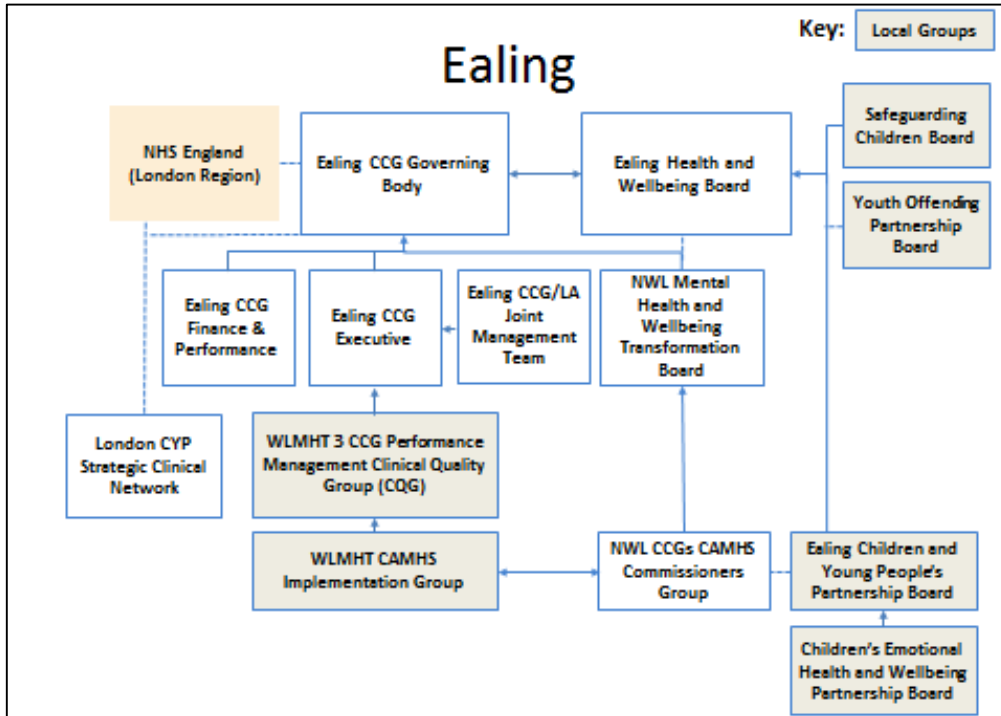 Key:
Local Groups
Ealing
Safeguarding
Children Board
NHS England
(London Region)
Ealing CCG Governing
Body
Ealing Health and
Wellbeing Board
Youth Offending
Partnership
Board
Ealing CCG
Finance &
Performance
Ealing CCG
Executive
Ealing CCG/LA
Joint
Management
Team
NWL Mental
Health and
Wellbeing
Transformation
Board
London CYP
Strategic Clinical
Network
WLMHT 3 CCG Performance
Management Clinical Quality
Group (CQG)
WLMHT CAMHS
Implementation Group
NWL CCGs CAMHS
Commissioners
Group
Ealing Children and
Young People's
Partnership Board
Children's Emotional
Health and Wellbeing
Partnership Board